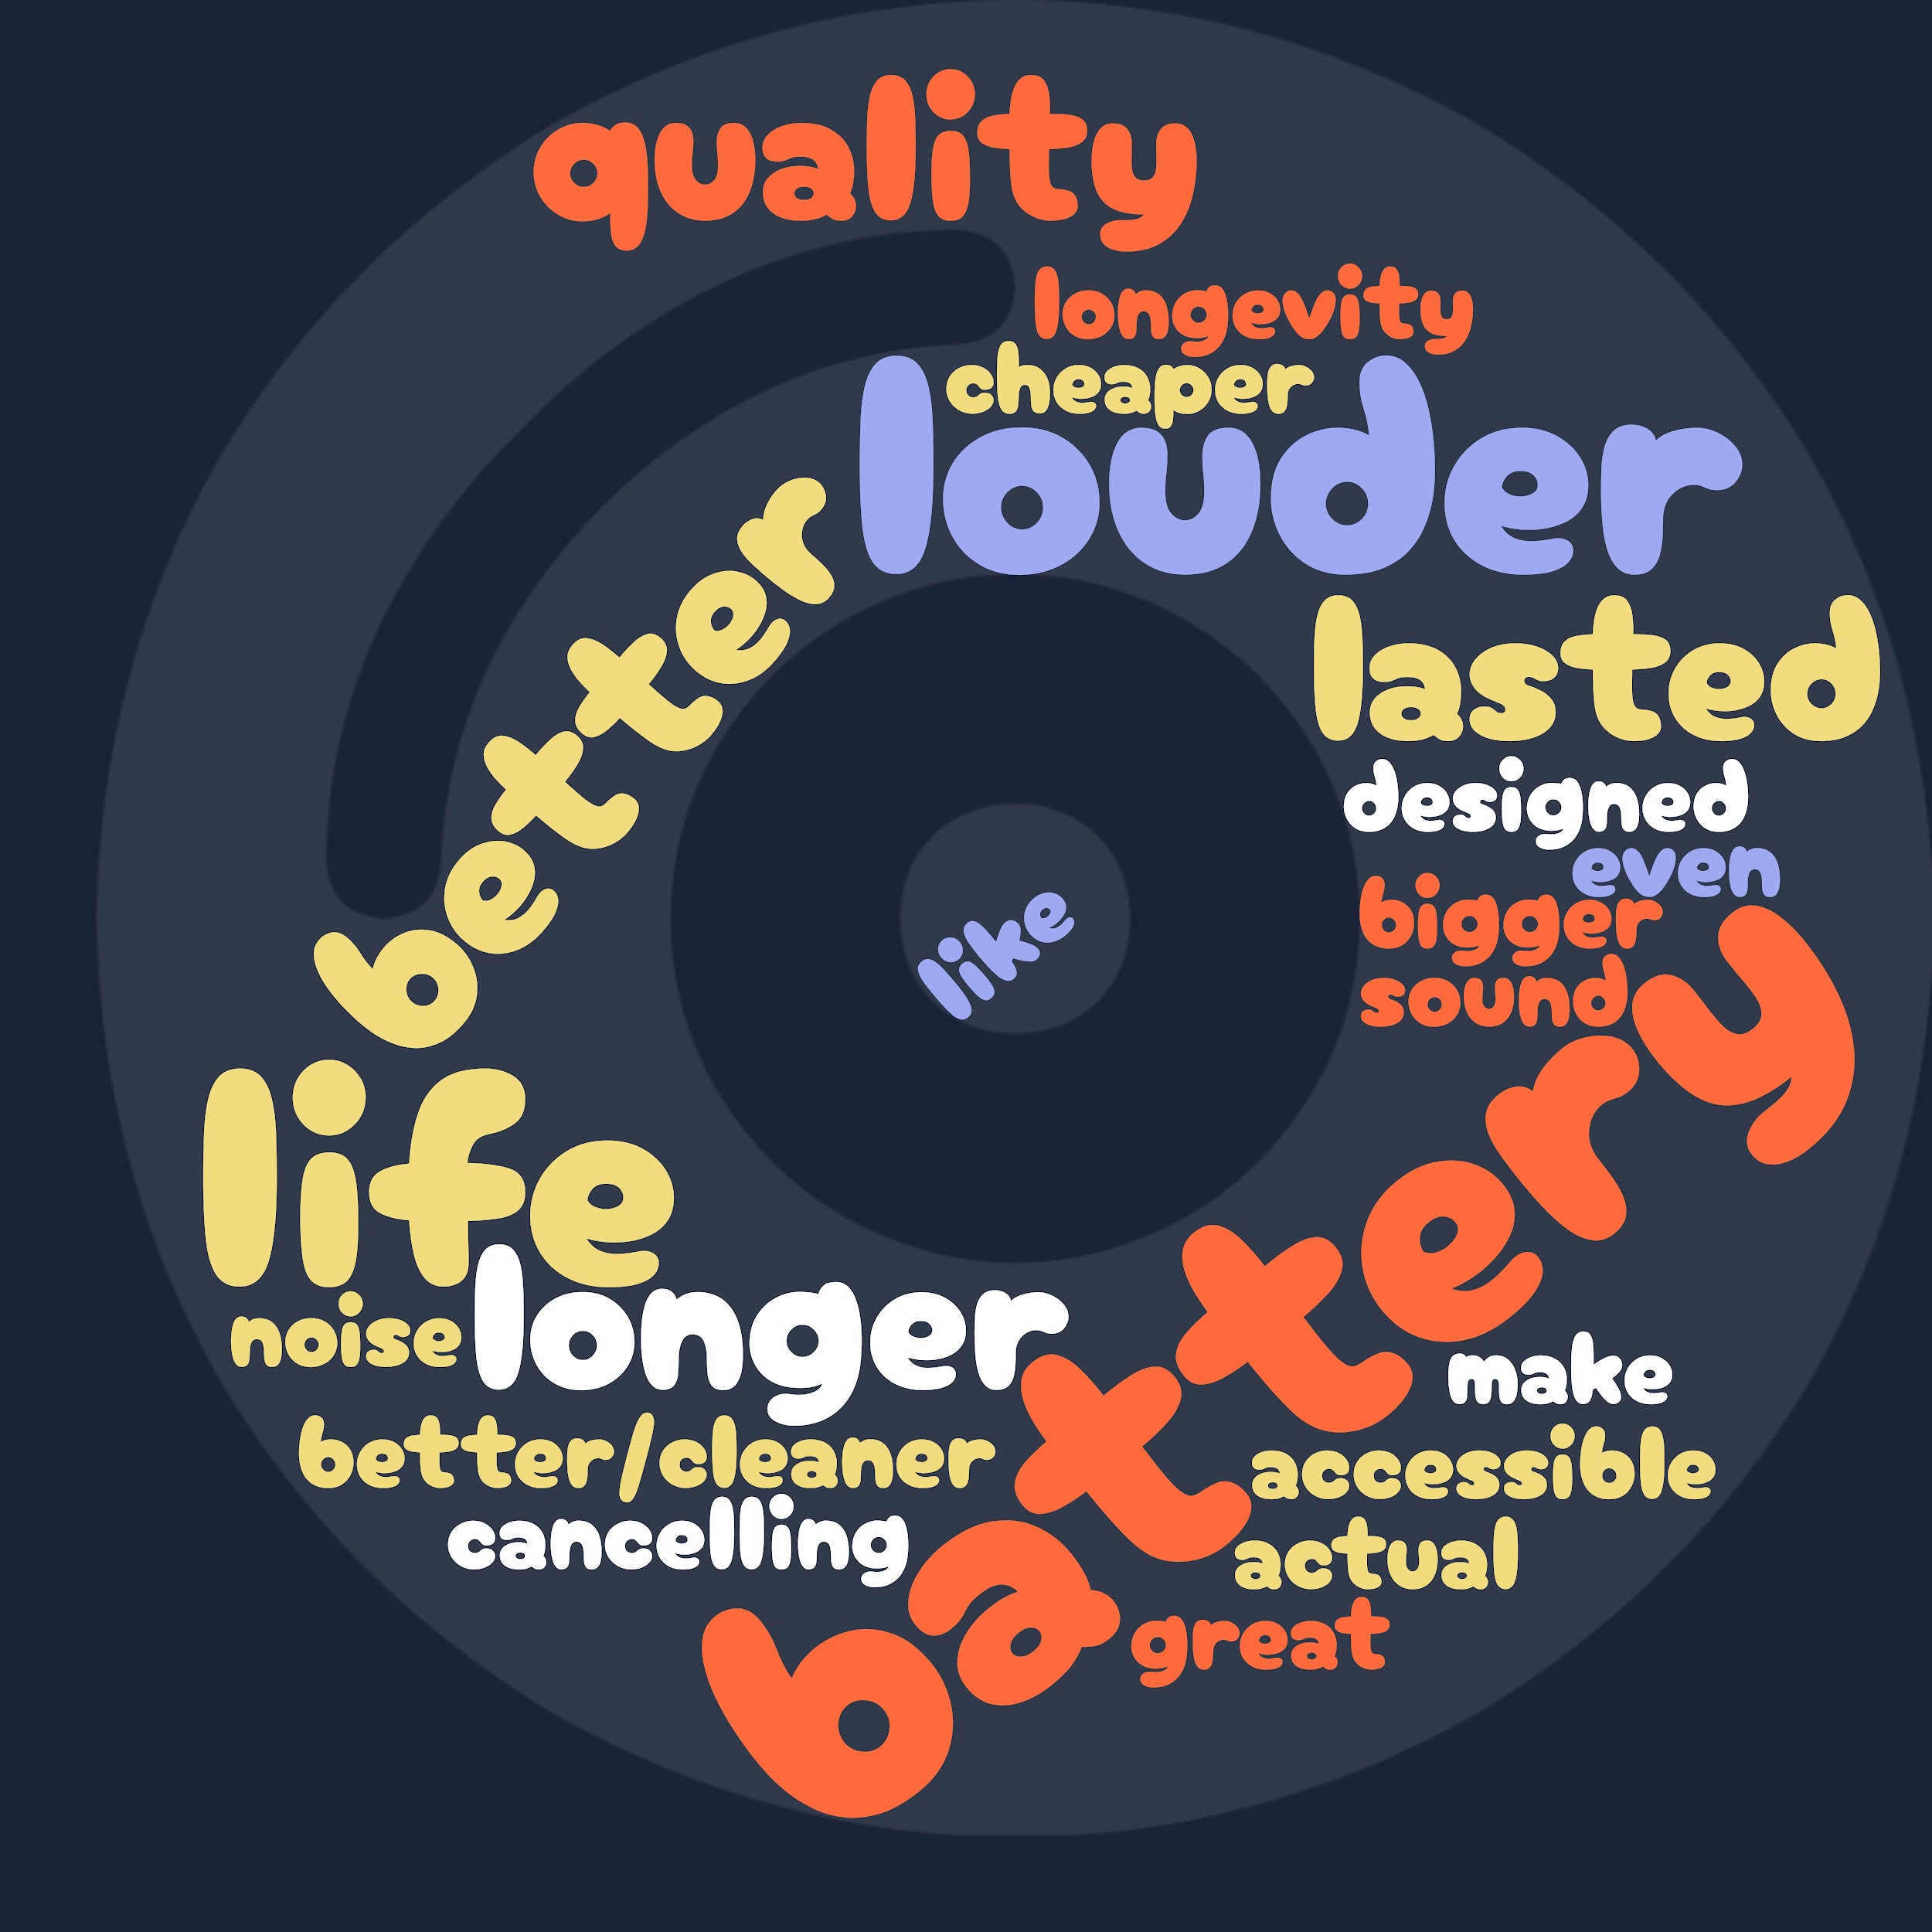 quality
longevity
cheaper
louder
better
lasted
designed
even
bigger
like
sound
battery
life
longer
noise
make
better/cleaner
accessible
cancelling
actual
great